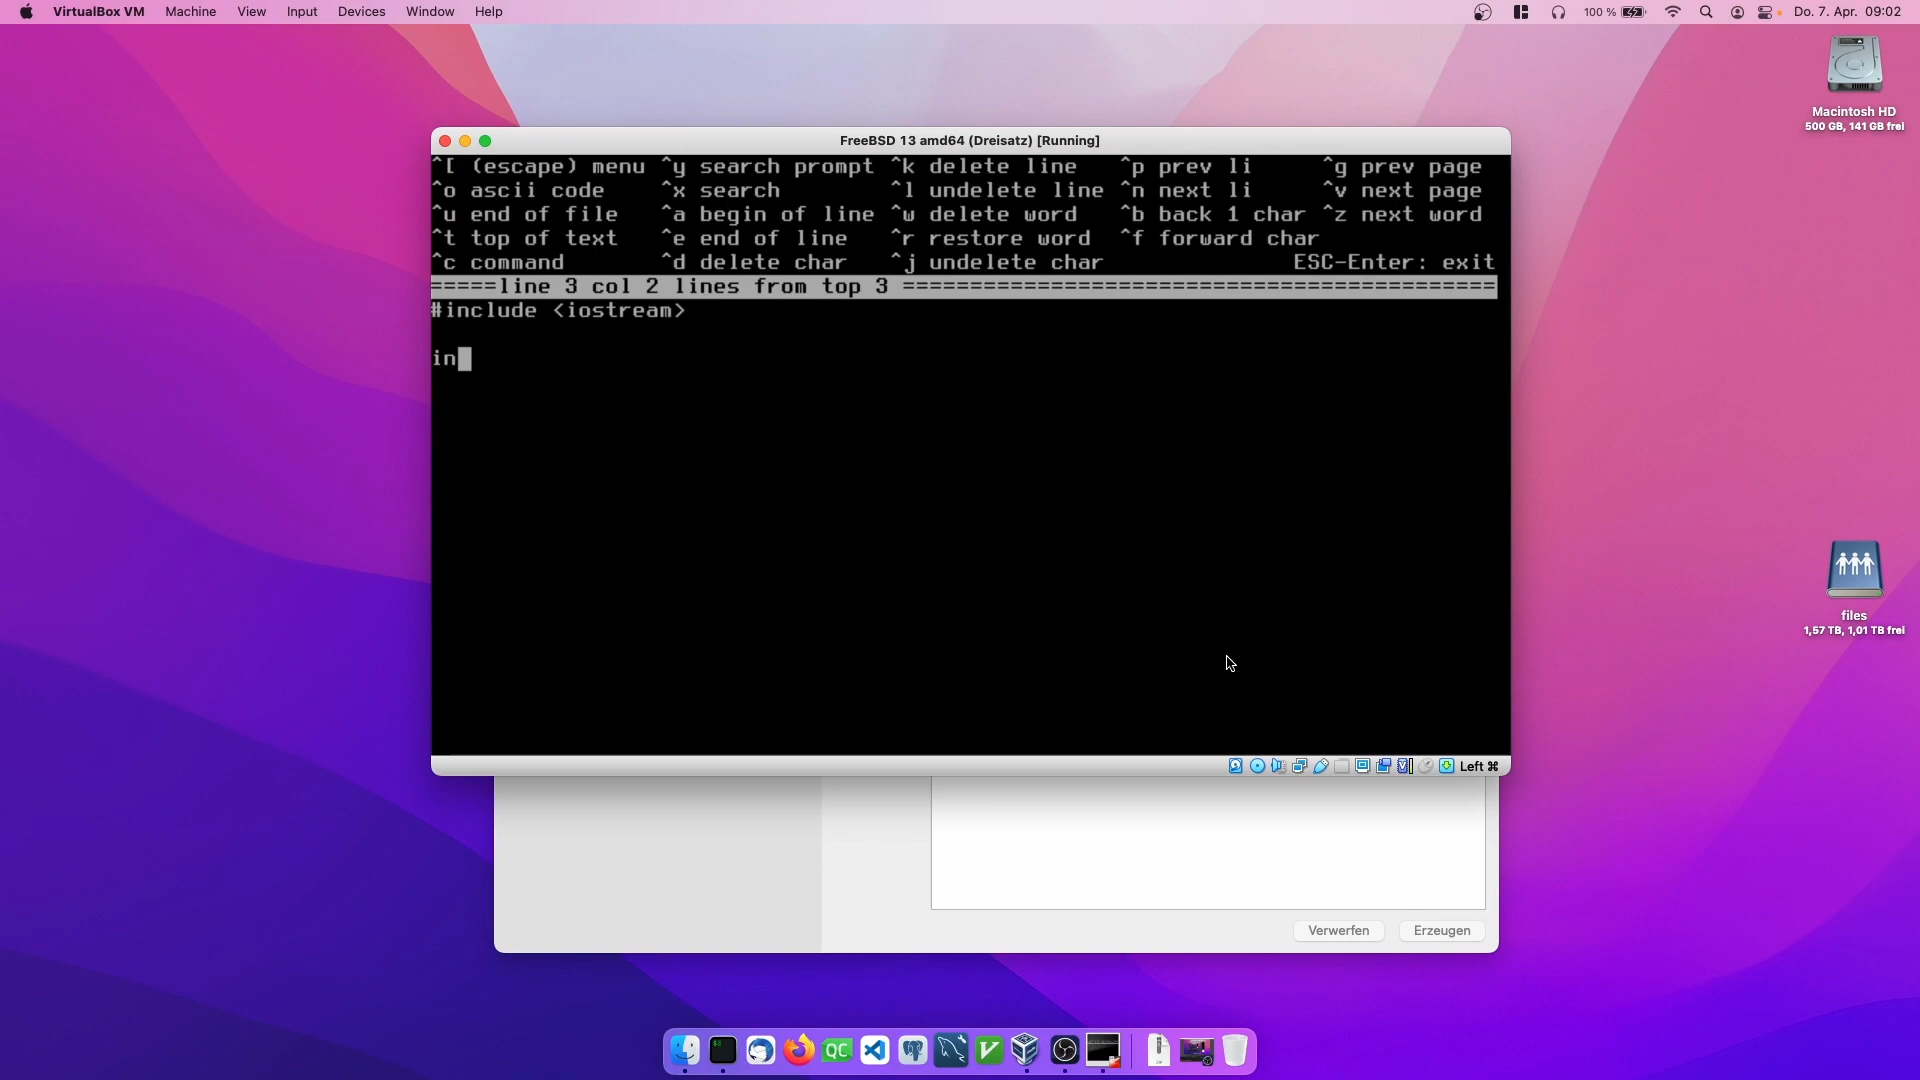 VirtualBox VM Machine View Input Devices Window Help 100 % Do. 7. Apr. 09:02
Macintosh HD
500 GB, 141 GB frei
FreeBSD 13 amd64 (Dreisatz) [Running]
^[ (escape) menu ^y search prompt ^k delete line ^p prev li ^g prev page
^o ascii code ^x search ^l undelete line ^n next li ^v next page
^u end of file ^a begin of line ^w delete word ^b back 1 char ^z next word
^t top of text ^e end of line ^r restore word ^f forward char
^c command ^d delete char ^j undelete char ESC-Enter: exit
=====line 3 col 2 lines from top 3 ============================================
#include <iostream>
in
files
1,57 TB, 1,01 TB frei
Left ⌘
Verwerfen Erzeugen
QC